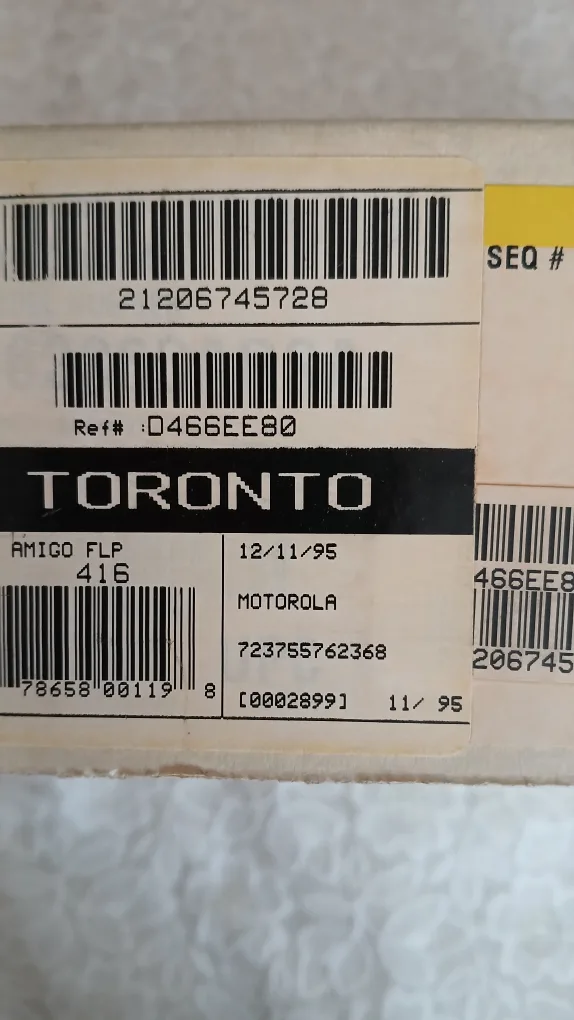 SEQ #
21206745728
Ref# :D466EE80
TORONTO
AMIGO FLP
416
78658 00119 8
12/11/95
MOTOROLA
723755762368
[0002899] 11/ 95
466EE8
206745